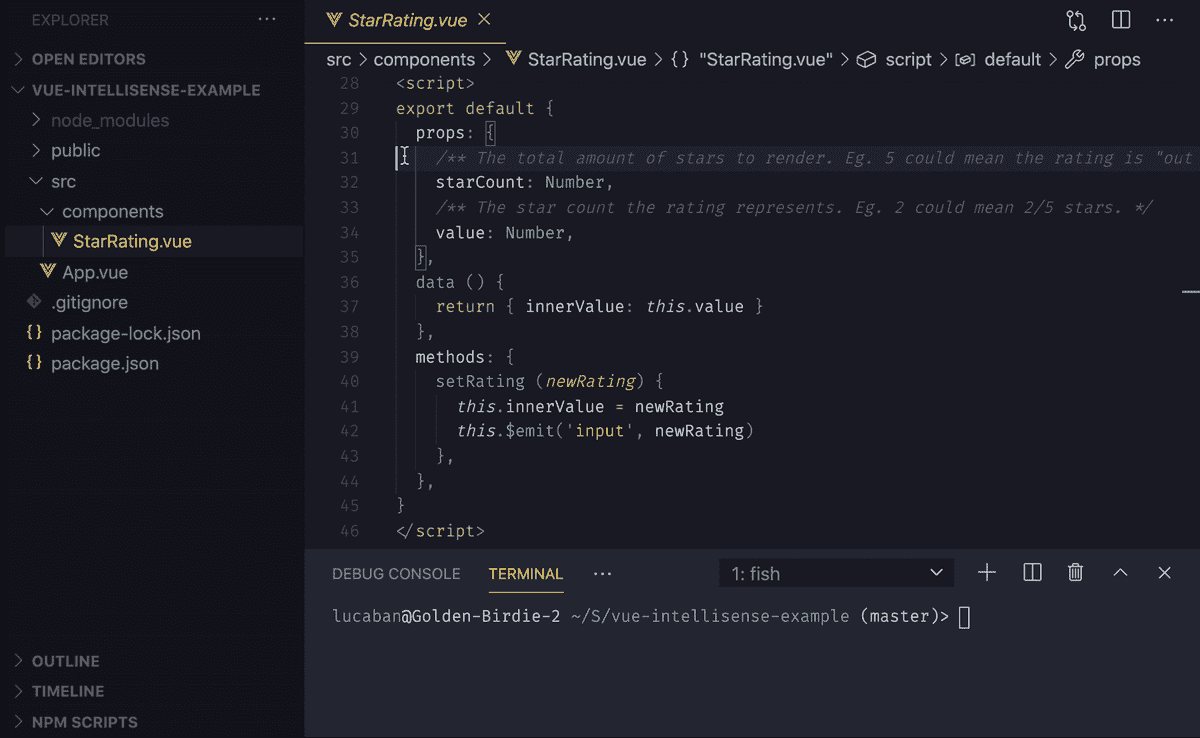 EXPLORER
OPEN EDITORS
VUE-INTELLISENSE-EXAMPLE
node_modules
public
src
components
StarRating.vue
App.vue
.gitignore
{} package-lock.json
{} package.json
OUTLINE
TIMELINE
NPM SCRIPTS
StarRating.vue
src > components > StarRating.vue > {} "StarRating.vue" > script > default > props
28 <script>
29 export default {
30 props: {
31 /** The total amount of stars to render. Eg. 5 could mean the rating is "out
32 starCount: Number,
33 /** The star count the rating represents. Eg. 2 could mean 2/5 stars. */
34 value: Number,
35 },
36 data () {
37 return { innerValue: this.value }
38 },
39 methods: {
40 setRating (newRating) {
41 this.innerValue = newRating
42 this.$emit('input', newRating)
43 },
44 },
45 }
46 </script>
DEBUG CONSOLE TERMINAL ··· 1: fish
lucaban@Golden-Birdie-2 ~/S/vue-intellisense-example (master)>